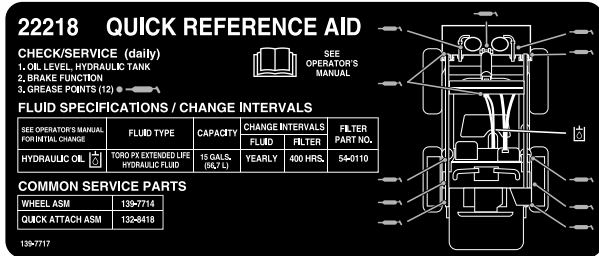 22218 QUICK REFERENCE AID
CHECK/SERVICE (daily)
1. OIL LEVEL, HYDRAULIC TANK
2. BRAKE FUNCTION
3. GREASE POINTS (12)
SEE
OPERATOR'S
MANUAL
FLUID SPECIFICATIONS / CHANGE INTERVALS
SEE OPERATOR'S MANUAL
FOR INITIAL CHANGE
FLUID TYPE
CAPACITY
CHANGE INTERVALS
FLUID
FILTER
FILTER
PART NO.
HYDRAULIC OIL
TORO PX EXTENDED LIFE
HYDRAULIC FLUID
15 GALS.
(56,7 L)
YEARLY
400 HRS.
54-0110
COMMON SERVICE PARTS
WHEEL ASM 139-7714
QUICK ATTACH ASM 132-8418
139-7717